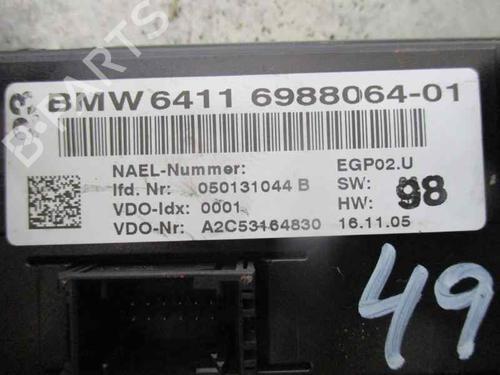 23
BMW 6411 6988064-01
NAEL-Nummer: EGP02.U
lfd. Nr: 050131044 B SW:
VDO-Idx: 0001 HW: 98
VDO-Nr: A2C53164830 16.11.05
49